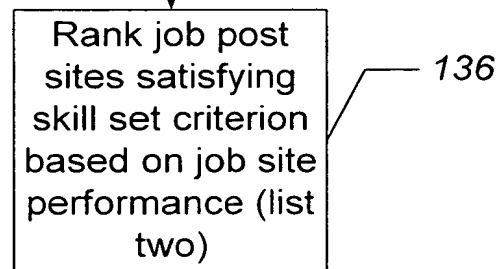 Rank job post
sites satisfying
skill set criterion
based on job site
performance (list
two)
136